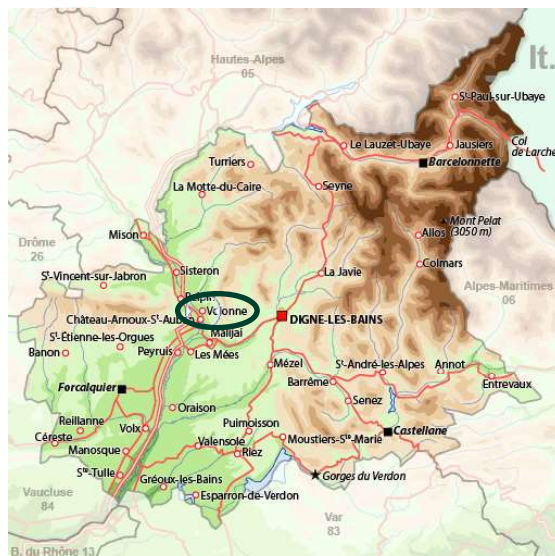 Hautes-Alpes
05
It.
St-Paul-sur-Ubaye
Le Lauzet-Ubaye
Jausiers
Col
de Larche
Barcelonnette
Turriers
La Motte-du-Caire
Seyne
Mont Pelat
(3050 m)
Mison
Allos
Drôme
26
Sisteron
La Javie
Colmars
St-Vincent-sur-Jabron
Alpes-Maritimes
06
Château-Arnoux-St-Auban
DIGNE-LES-BAINS
St-Étienne-les-Orgues
Malijai
Banon
Peyruis
Les Mées
Mézel
St-André-les-Alpes
Annot
Barrême
Entrevaux
Forcalquier
Senez
Oraison
Reillanne
Puimoisson
Céreste
Volx
Moustiers-Ste-Marie
Castellane
Valensole
Manosque
Riez
Ste-Tulle
Gréoux-les-Bains
Gorges du Verdon
Vaucluse
84
Esparron-de-Verdon
Var
83
B. du Rhône 13